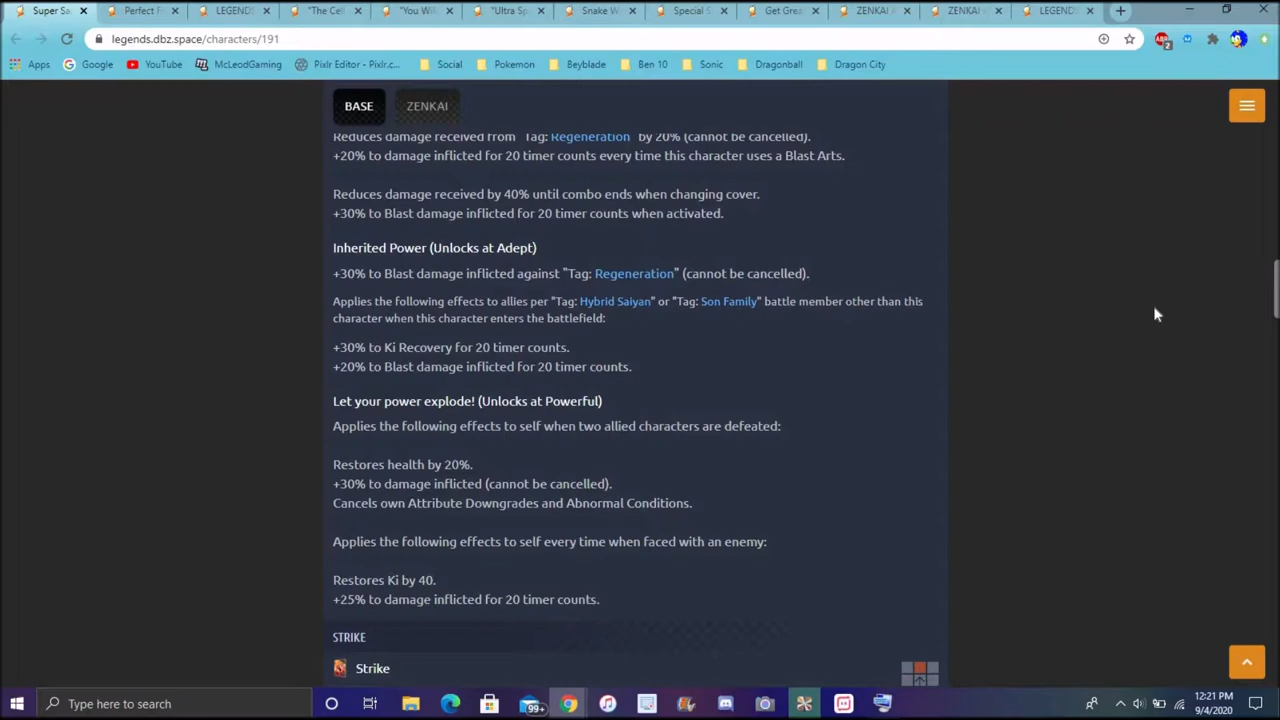 Super Sa
Perfect F
LEGENDS
"The Cel
"You Wil
"Ultra Sp
Snake W
Special S
Get Grea
ZENKAI A
ZENKAI
LEGENDS
legends.dbz.space/characters/191
Apps
Google
YouTube
McLeodGaming
Pixlr Editor - Pixlr.c...
Social
Pokemon
Beyblade
Ben 10
Sonic
Dragonball
Dragon City
BASE
ZENKAI
Reduces damage received from "Tag: Regeneration" by 20% (cannot be cancelled).
+20% to damage inflicted for 20 timer counts every time this character uses a Blast Arts.
Reduces damage received by 40% until combo ends when changing cover.
+30% to Blast damage inflicted for 20 timer counts when activated.
Inherited Power (Unlocks at Adept)
+30% to Blast damage inflicted against "Tag: Regeneration" (cannot be cancelled).
Applies the following effects to allies per "Tag: Hybrid Saiyan" or "Tag: Son Family" battle member other than this
character when this character enters the battlefield:
+30% to Ki Recovery for 20 timer counts.
+20% to Blast damage inflicted for 20 timer counts.
Let your power explode! (Unlocks at Powerful)
Applies the following effects to self when two allied characters are defeated:
Restores health by 20%.
+30% to damage inflicted (cannot be cancelled).
Cancels own Attribute Downgrades and Abnormal Conditions.
Applies the following effects to self every time when faced with an enemy:
Restores Ki by 40.
+25% to damage inflicted for 20 timer counts.
STRIKE
Strike
Type here to search
99+
12:21 PM
9/4/2020